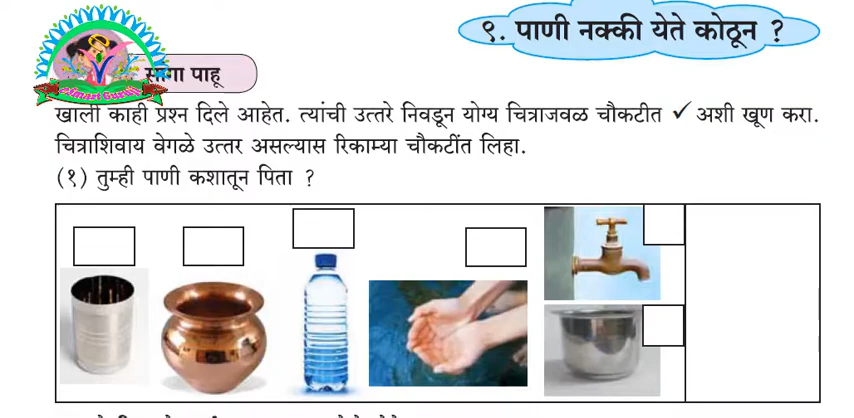 ९. पाणी नक्की येते कोठून ?
सांगा पाहू
खाली काही प्रश्न दिले आहेत. त्यांची उत्तरे निवडून योग्य चित्राजवळ चौकटीत ✓ अशी खूण करा.
चित्राशिवाय वेगळे उत्तर असल्यास रिकाम्या चौकटींत लिहा.
(१) तुम्ही पाणी कशातून पिता ?